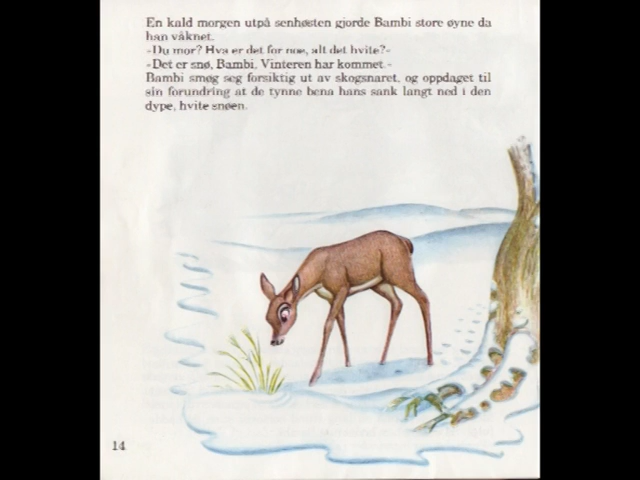 En kald morgen utpå senhøsten gjorde Bambi store øyne da
han våknet.
-Du mor? Hva er det for noe, alt det hvite?-
-Det er snø, Bambi. Vinteren har kommet.-
Bambi smøg seg forsiktig ut av skogsnaret, og oppdaget til
sin forundring at de tynne bena hans sank langt ned i den
dype, hvite snøen.
14